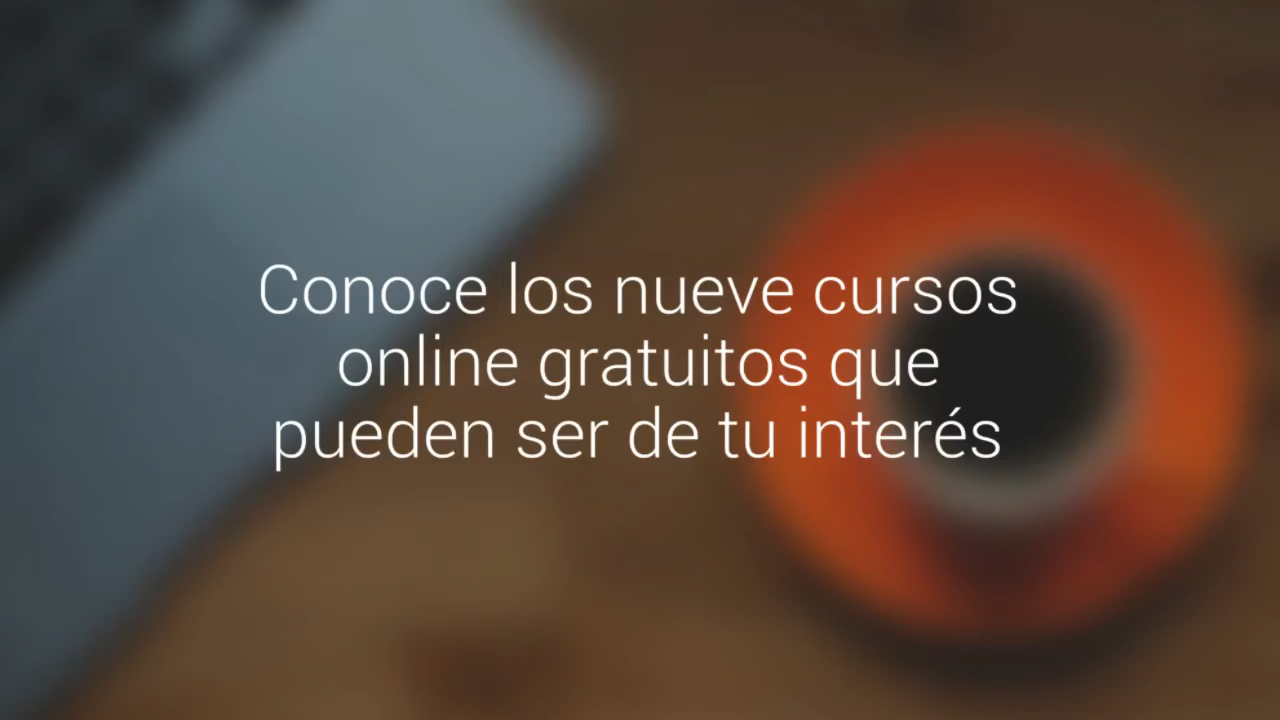 Conoce los nueve cursos
online gratuitos que
pueden ser de tu interés